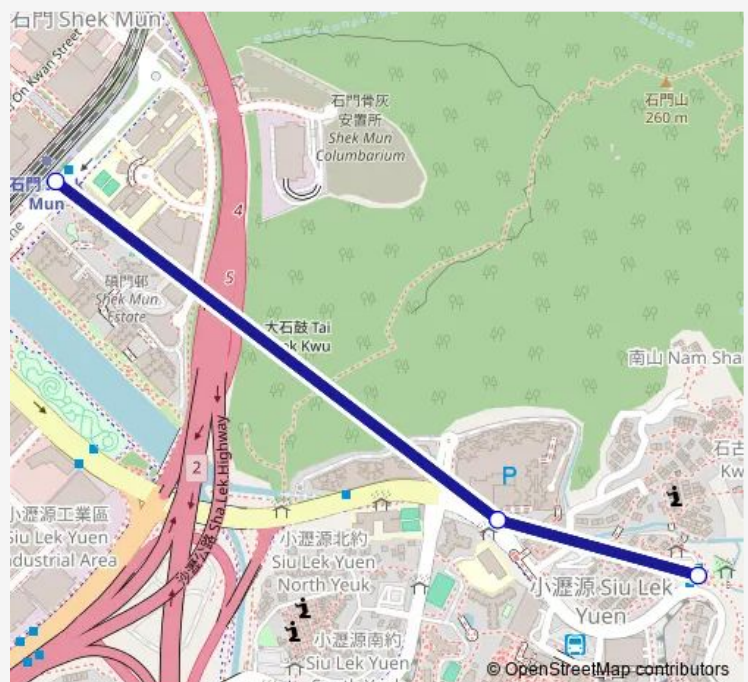 石門 Shek Mun
On Kwan Street
石門骨灰
安置所
Shek Mun
Columbarium
石門山
260 m
石門
Mun
4
5
碩門邨
Shek Mun
Estate
大石鼓 Tai
Kwu
南山 Nam Sha
石古
2
沙瀝公路 Sha Lek Highway
P
小瀝源工業區
Siu Lek Yuen
Industrial Area
小瀝源北約
Siu Lek Yuen
North Yeuk
小瀝源 Siu Lek
Yuen
小瀝源南約
Siu Lek Yuen
© OpenStreetMap contributors